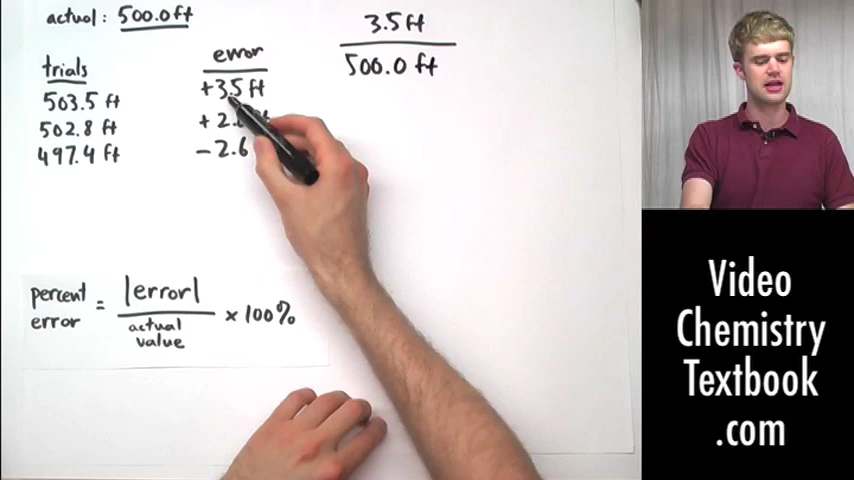 actual: 500.0 ft
trials
503.5 ft
502.8 ft
497.4 ft
error
+3.5 ft
+2.
-2.6
3.5 ft
500.0 ft
percent error = |error| / actual value × 100%
Video
Chemistry
Textbook
.com